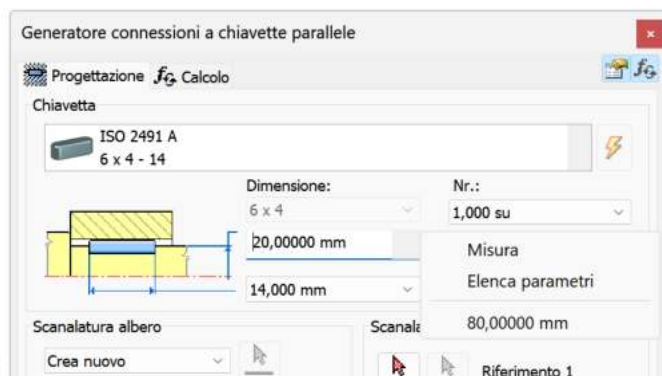 Generatore connessioni a chiavette parallele
Progettazione
Calcolo
Chiavetta
ISO 2491 A
6 x 4 - 14
Dimensione:
Nr.:
6 x 4
1,000 su
20,00000 mm
Misura
Elenca parametri
14,000 mm
80,00000 mm
Scanalatura albero
Scanala
Crea nuovo
Riferimento 1